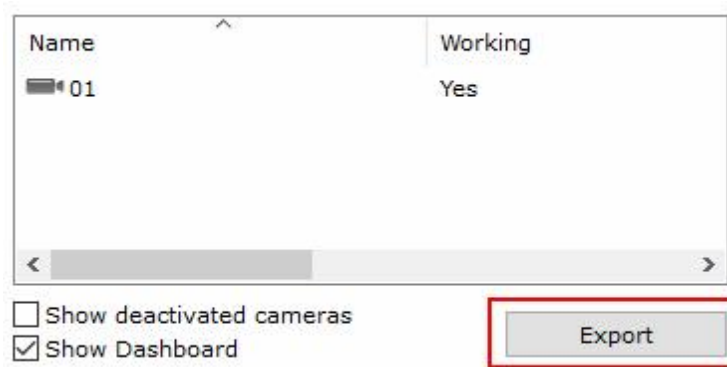 Name Working
01 Yes
Show deactivated cameras
Show Dashboard
Export